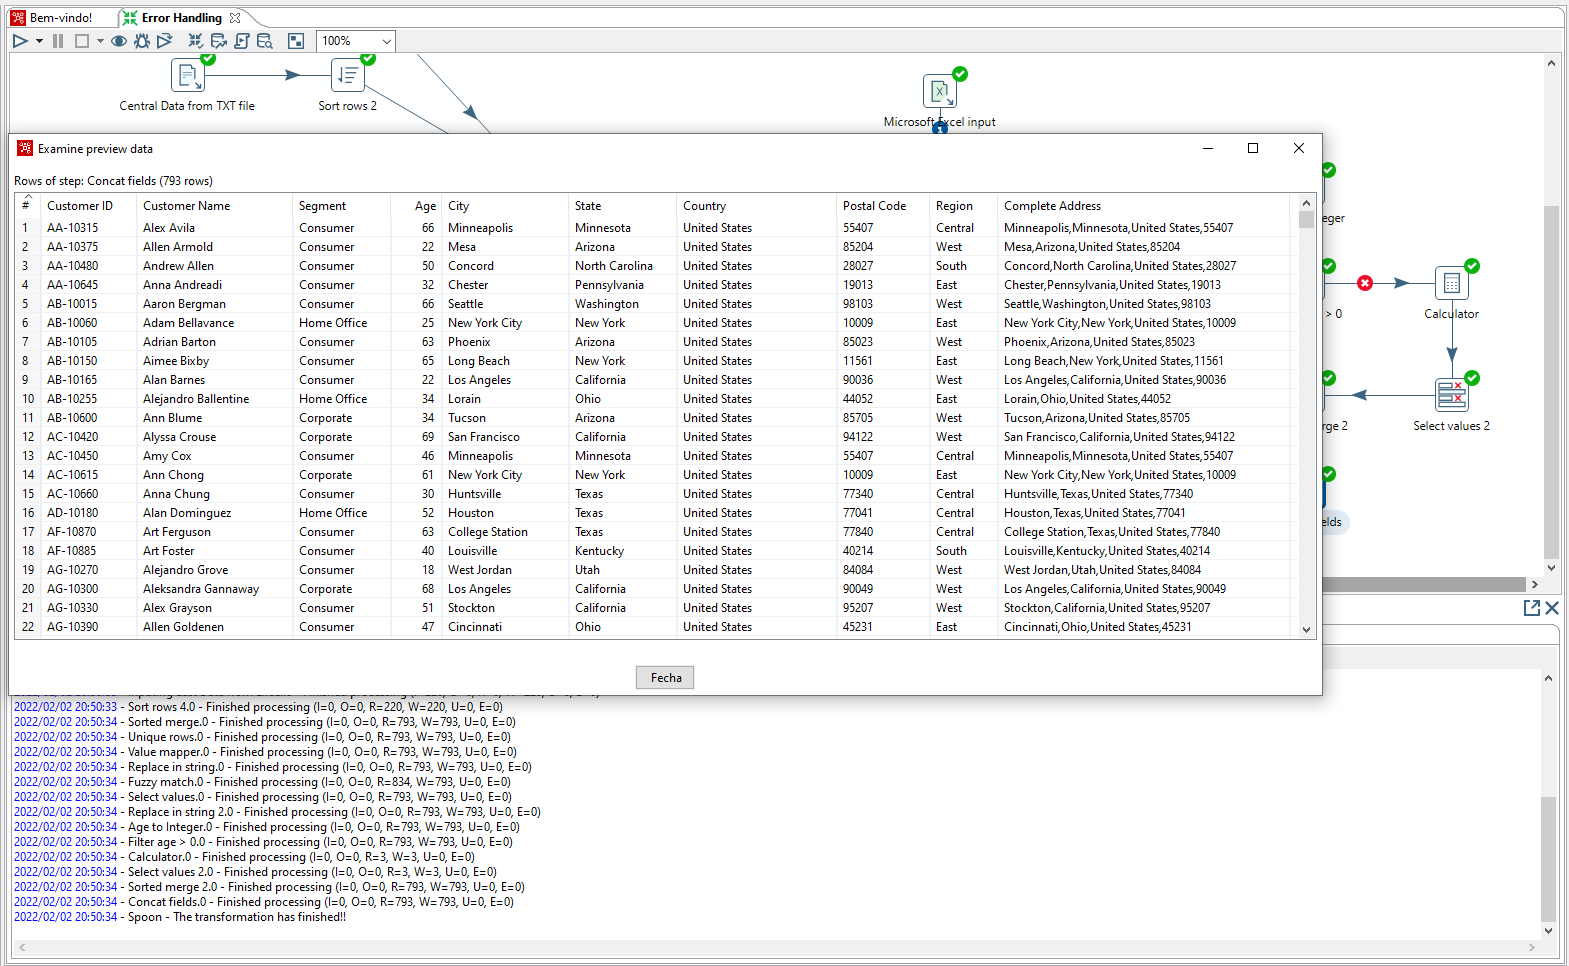 Bem-vindo!
Error Handling
100%
Central Data from TXT file
Sort rows 2
Microsoft Excel input
eger
> 0
Calculator
rge 2
Select values 2
elds
Examine preview data
Rows of step: Concat fields (793 rows)
# Customer ID Customer Name Segment Age City State Country Postal Code Region Complete Address
1 AA-10315 Alex Avila Consumer 66 Minneapolis Minnesota United States 55407 Central Minneapolis,Minnesota,United States,55407
2 AA-10375 Allen Armold Consumer 22 Mesa Arizona United States 85204 West Mesa,Arizona,United States,85204
3 AA-10480 Andrew Allen Consumer 50 Concord North Carolina United States 28027 South Concord,North Carolina,United States,28027
4 AA-10645 Anna Andreadi Consumer 32 Chester Pennsylvania United States 19013 East Chester,Pennsylvania,United States,19013
5 AB-10015 Aaron Bergman Consumer 66 Seattle Washington United States 98103 West Seattle,Washington,United States,98103
6 AB-10060 Adam Bellavance Home Office 25 New York City New York United States 10009 East New York City,New York,United States,10009
7 AB-10105 Adrian Barton Consumer 63 Phoenix Arizona United States 85023 West Phoenix,Arizona,United States,85023
8 AB-10150 Aimee Bixby Consumer 65 Long Beach New York United States 11561 East Long Beach,New York,United States,11561
9 AB-10165 Alan Barnes Consumer 22 Los Angeles California United States 90036 West Los Angeles,California,United States,90036
10 AB-10255 Alejandro Ballentine Home Office 34 Lorain Ohio United States 44052 East Lorain,Ohio,United States,44052
11 AB-10600 Ann Blume Corporate 34 Tucson Arizona United States 85705 West Tucson,Arizona,United States,85705
12 AC-10420 Alyssa Crouse Corporate 69 San Francisco California United States 94122 West San Francisco,California,United States,94122
13 AC-10450 Amy Cox Consumer 46 Minneapolis Minnesota United States 55407 Central Minneapolis,Minnesota,United States,55407
14 AC-10615 Ann Chong Corporate 61 New York City New York United States 10009 East New York City,New York,United States,10009
15 AC-10660 Anna Chung Consumer 30 Huntsville Texas United States 77340 Central Huntsville,Texas,United States,77340
16 AD-10180 Alan Dominguez Home Office 52 Houston Texas United States 77041 Central Houston,Texas,United States,77041
17 AF-10870 Art Ferguson Consumer 63 College Station Texas United States 77840 Central College Station,Texas,United States,77840
18 AF-10885 Art Foster Consumer 40 Louisville Kentucky United States 40214 South Louisville,Kentucky,United States,40214
19 AG-10270 Alejandro Grove Consumer 18 West Jordan Utah United States 84084 West West Jordan,Utah,United States,84084
20 AG-10300 Aleksandra Gannaway Corporate 68 Los Angeles California United States 90049 West Los Angeles,California,United States,90049
21 AG-10330 Alex Grayson Consumer 51 Stockton California United States 95207 West Stockton,California,United States,95207
22 AG-10390 Allen Goldenen Consumer 47 Cincinnati Ohio United States 45231 East Cincinnati,Ohio,United States,45231
Fecha
2022/02/02 20:50:33 - Sort rows 4.0 - Finished processing (I=0, O=0, R=220, W=220, U=0, E=0)
2022/02/02 20:50:34 - Sorted merge.0 - Finished processing (I=0, O=0, R=793, W=793, U=0, E=0)
2022/02/02 20:50:34 - Unique rows.0 - Finished processing (I=0, O=0, R=793, W=793, U=0, E=0)
2022/02/02 20:50:34 - Value mapper.0 - Finished processing (I=0, O=0, R=793, W=793, U=0, E=0)
2022/02/02 20:50:34 - Replace in string.0 - Finished processing (I=0, O=0, R=793, W=793, U=0, E=0)
2022/02/02 20:50:34 - Fuzzy match.0 - Finished processing (I=0, O=0, R=834, W=793, U=0, E=0)
2022/02/02 20:50:34 - Select values.0 - Finished processing (I=0, O=0, R=793, W=793, U=0, E=0)
2022/02/02 20:50:34 - Replace in string 2.0 - Finished processing (I=0, O=0, R=793, W=793, U=0, E=0)
2022/02/02 20:50:34 - Age to Integer.0 - Finished processing (I=0, O=0, R=793, W=793, U=0, E=0)
2022/02/02 20:50:34 - Filter age > 0.0 - Finished processing (I=0, O=0, R=793, W=793, U=0, E=0)
2022/02/02 20:50:34 - Calculator.0 - Finished processing (I=0, O=0, R=3, W=3, U=0, E=0)
2022/02/02 20:50:34 - Select values 2.0 - Finished processing (I=0, O=0, R=3, W=3, U=0, E=0)
2022/02/02 20:50:34 - Sorted merge 2.0 - Finished processing (I=0, O=0, R=793, W=793, U=0, E=0)
2022/02/02 20:50:34 - Concat fields.0 - Finished processing (I=0, O=0, R=793, W=793, U=0, E=0)
2022/02/02 20:50:34 - Spoon - The transformation has finished!!